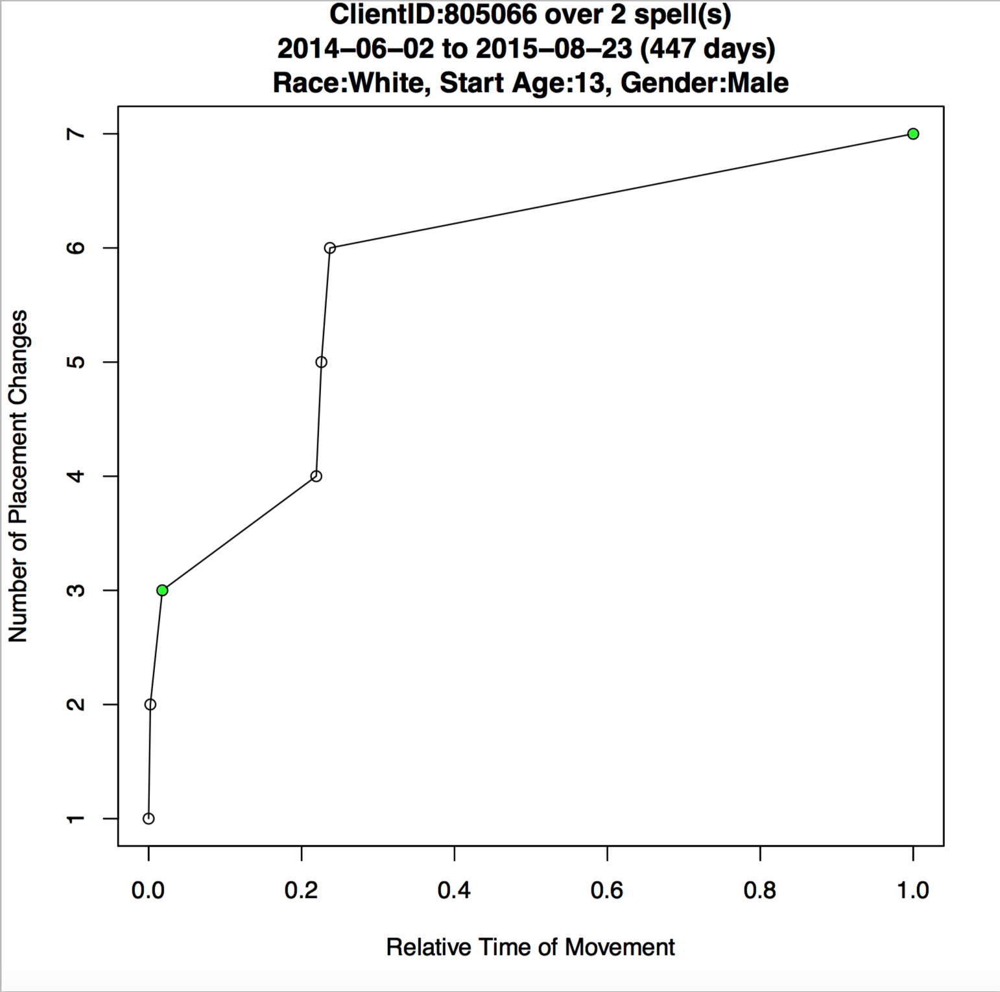 ClientID:805066 over 2 spell(s)
2014–06–02 to 2015–08–23 (447 days)
Race:White, Start Age:13, Gender:Male
7
6
5
4
3
2
1
Number of Placement Changes
0.0 0.2 0.4 0.6 0.8 1.0
Relative Time of Movement